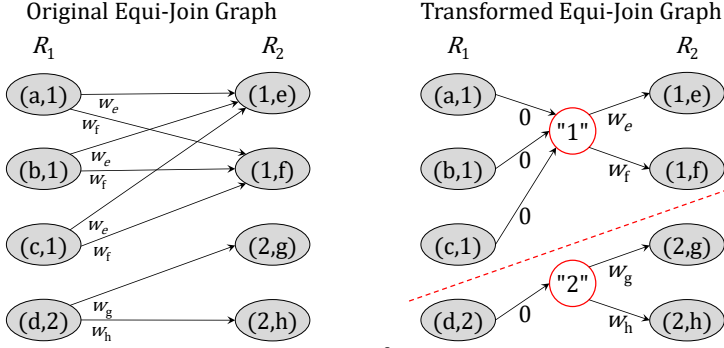 Original Equi-Join Graph
R1 R2
(a,1) (1,e)
we
wf
(b,1) (1,f)
we
wf
(c,1) (2,g)
we
wf
(d,2) (2,h)
wg
wh
Transformed Equi-Join Graph
R1 R2
(a,1) (1,e)
0 "1" we
(b,1) (1,f)
0 wf
(c,1) (2,g)
0
"2" wg
(d,2) (2,h)
0 wh